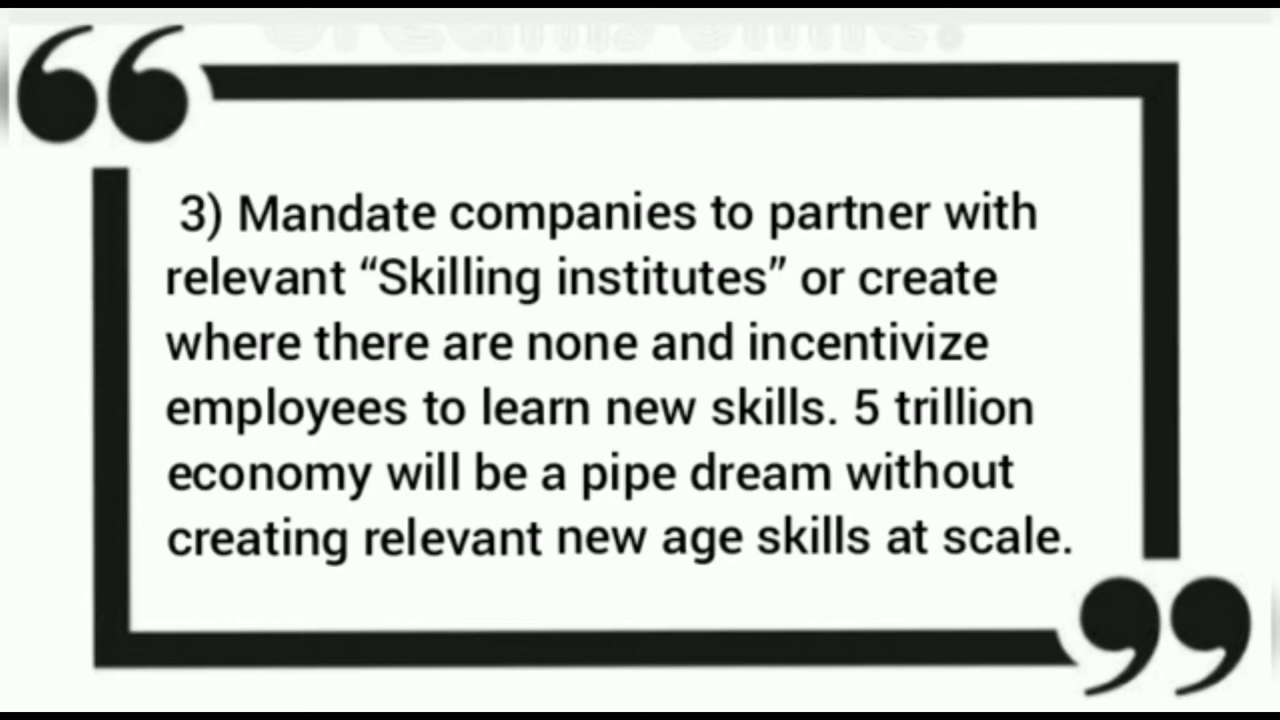 3) Mandate companies to partner with
relevant “Skilling institutes” or create
where there are none and incentivize
employees to learn new skills. 5 trillion
economy will be a pipe dream without
creating relevant new age skills at scale.